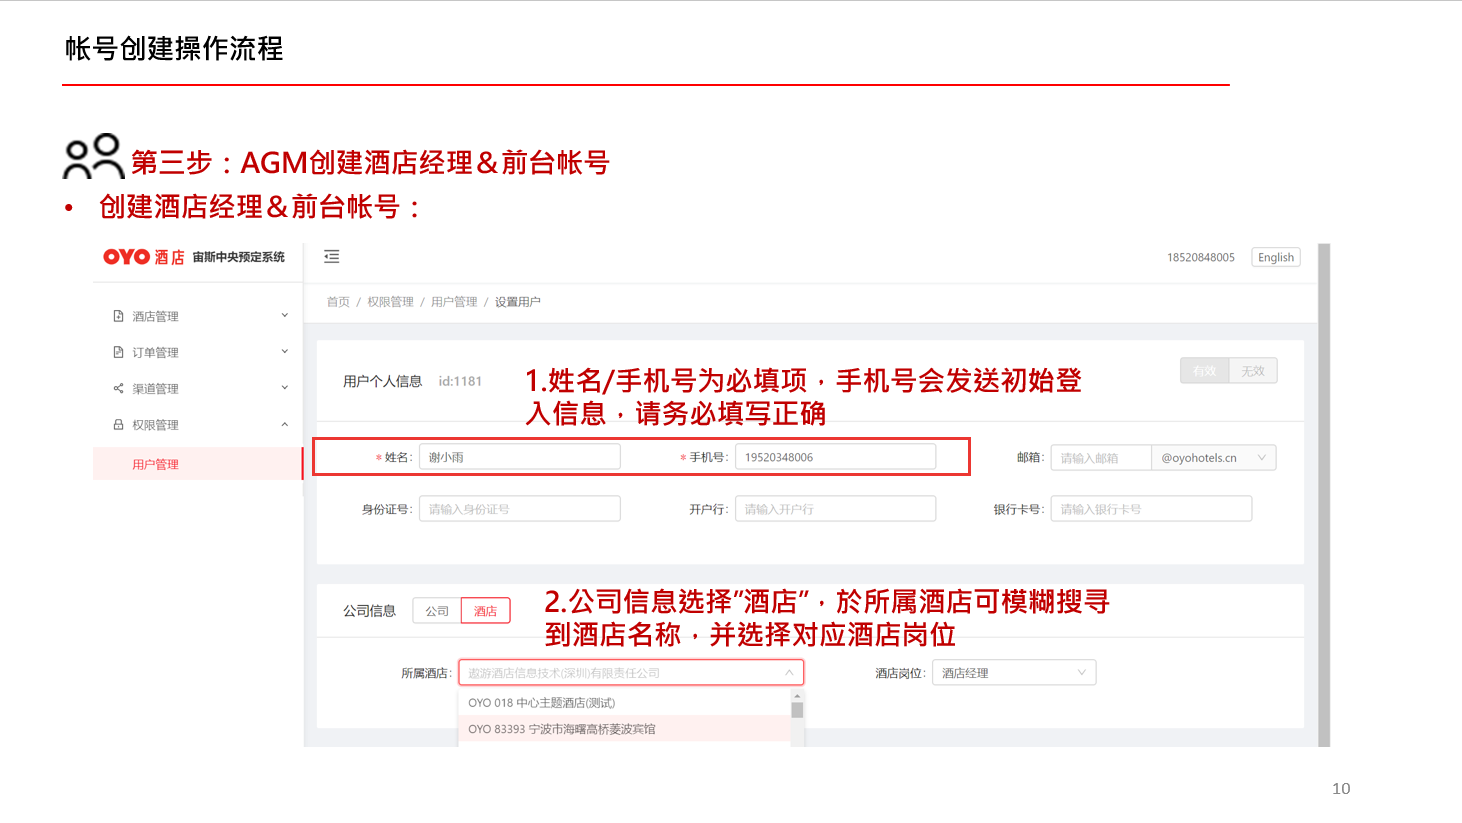 帐号创建操作流程
第三步：AGM创建酒店经理＆前台帐号
• 创建酒店经理＆前台帐号：
OYO 酒店 宙斯中央预定系统
18520848005 English
首页 / 权限管理 / 用户管理 / 设置用户
酒店管理
订单管理
渠道管理
权限管理
用户管理
用户个人信息 id:1181
有效 无效
1.姓名/手机号为必填项，手机号会发送初始登
入信息，请务必填写正确
*姓名: 谢小雨 *手机号: 19520348006 邮箱: 请输入邮箱 @oyohotels.cn
身份证号: 请输入身份证号 开户行: 请输入开户行 银行卡号: 请输入银行卡号
公司信息 公司 酒店
2.公司信息选择”酒店”，於所属酒店可模糊搜寻
到酒店名称，并选择对应酒店岗位
所属酒店: 遨游酒店信息技术(深圳)有限责任公司 酒店岗位: 酒店经理
OYO 018 中心主题酒店(测试)
OYO 83393 宁波市海曙高桥菱波宾馆
10